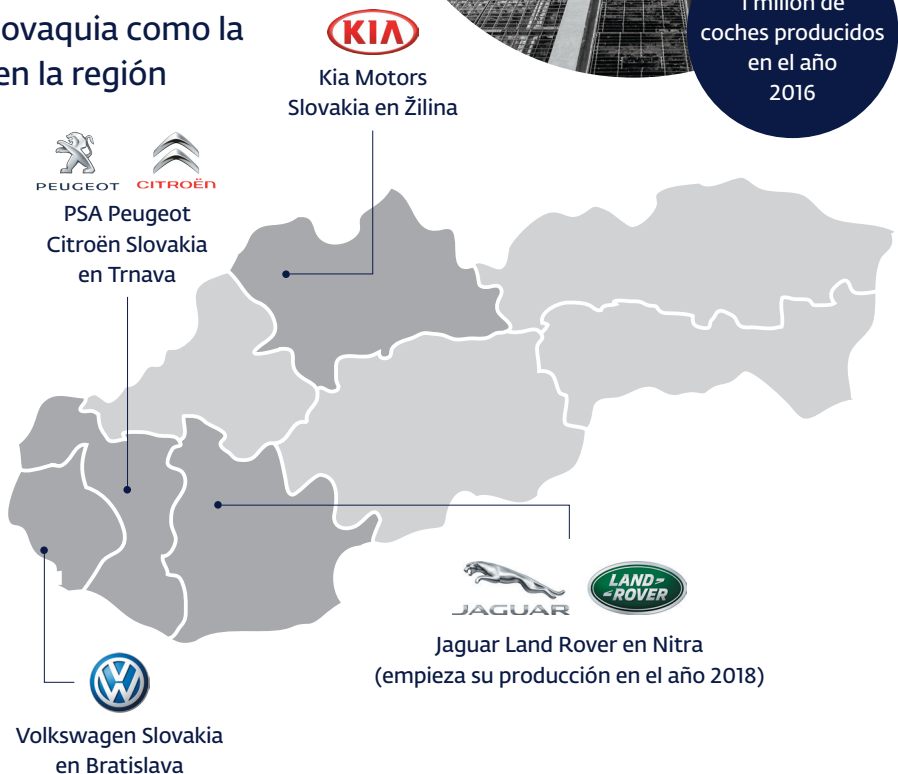 ovaquia como la
en la región
1 millón de
coches producidos
en el año
2016
KIA
Kia Motors
Slovakia en Žilina
PEUGEOT CITROËN
PSA Peugeot
Citroën Slovakia
en Trnava
JAGUAR
LAND-
ROVER
Jaguar Land Rover en Nitra
(empieza su producción en el año 2018)
Volkswagen Slovakia
en Bratislava